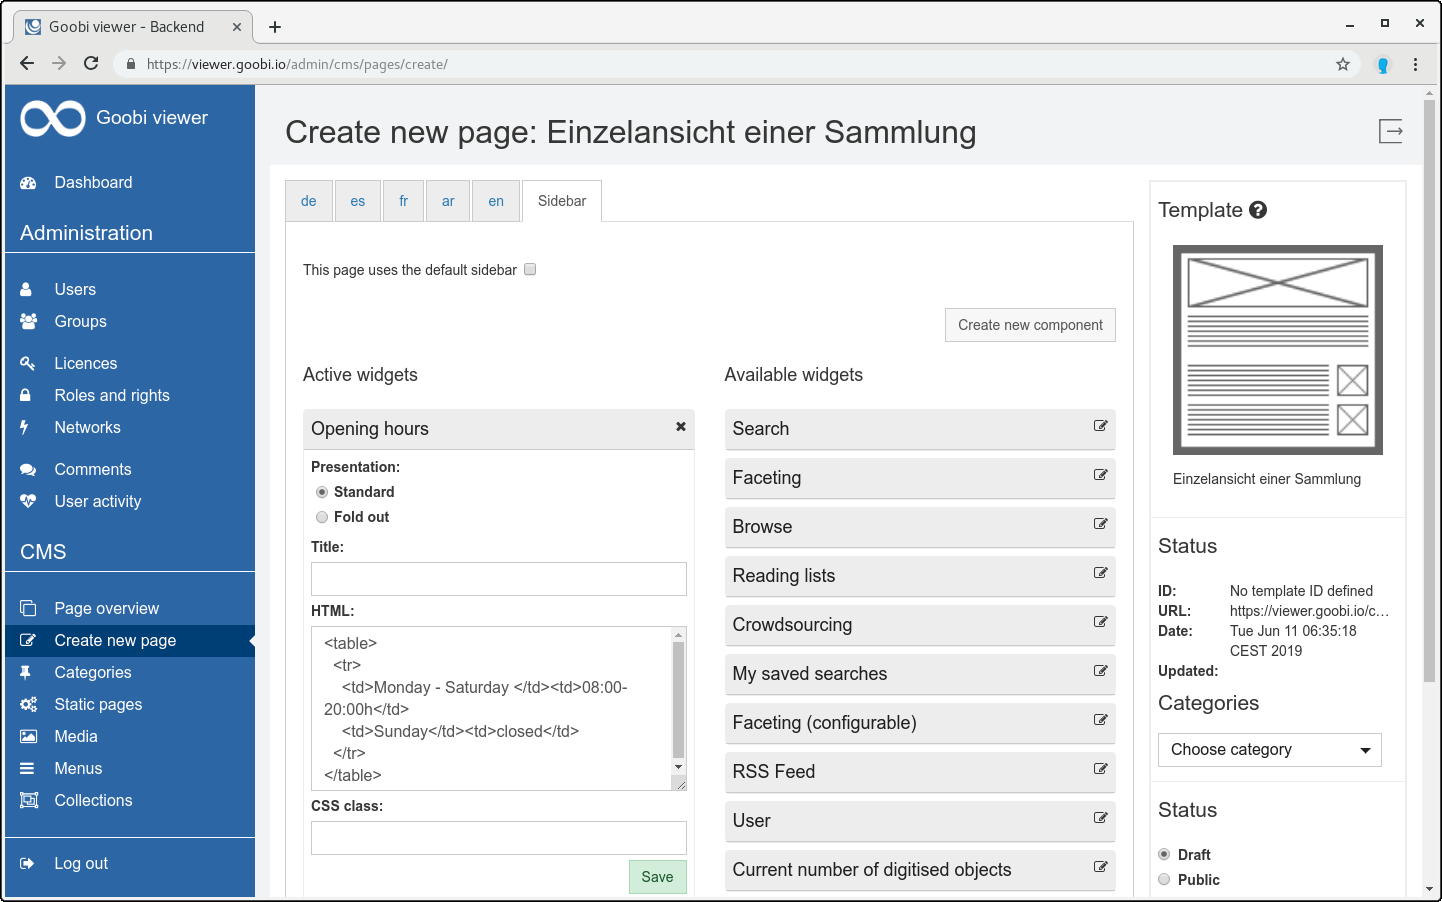 Goobi viewer - Backend
https://viewer.goobi.io/admin/cms/pages/create/
Goobi viewer
Dashboard
Administration
Users
Groups
Licences
Roles and rights
Networks
Comments
User activity
CMS
Page overview
Create new page
Categories
Static pages
Media
Menus
Collections
Log out
Create new page: Einzelansicht einer Sammlung
de
es
fr
ar
en
Sidebar
This page uses the default sidebar
Create new component
Active widgets
Opening hours
Presentation:
Standard
Fold out
Title:
HTML:
<table>
<tr>
<td>Monday - Saturday </td><td>08:00-
20:00h</td>
<td>Sunday</td><td>closed</td>
</tr>
</table>
CSS class:
Save
Available widgets
Search
Faceting
Browse
Reading lists
Crowdsourcing
My saved searches
Faceting (configurable)
RSS Feed
User
Current number of digitised objects
Template
Einzelansicht einer Sammlung
Status
ID: No template ID defined
URL: https://viewer.goobi.io/c…
Date: Tue Jun 11 06:35:18
CEST 2019
Updated:
Categories
Choose category
Status
Draft
Public